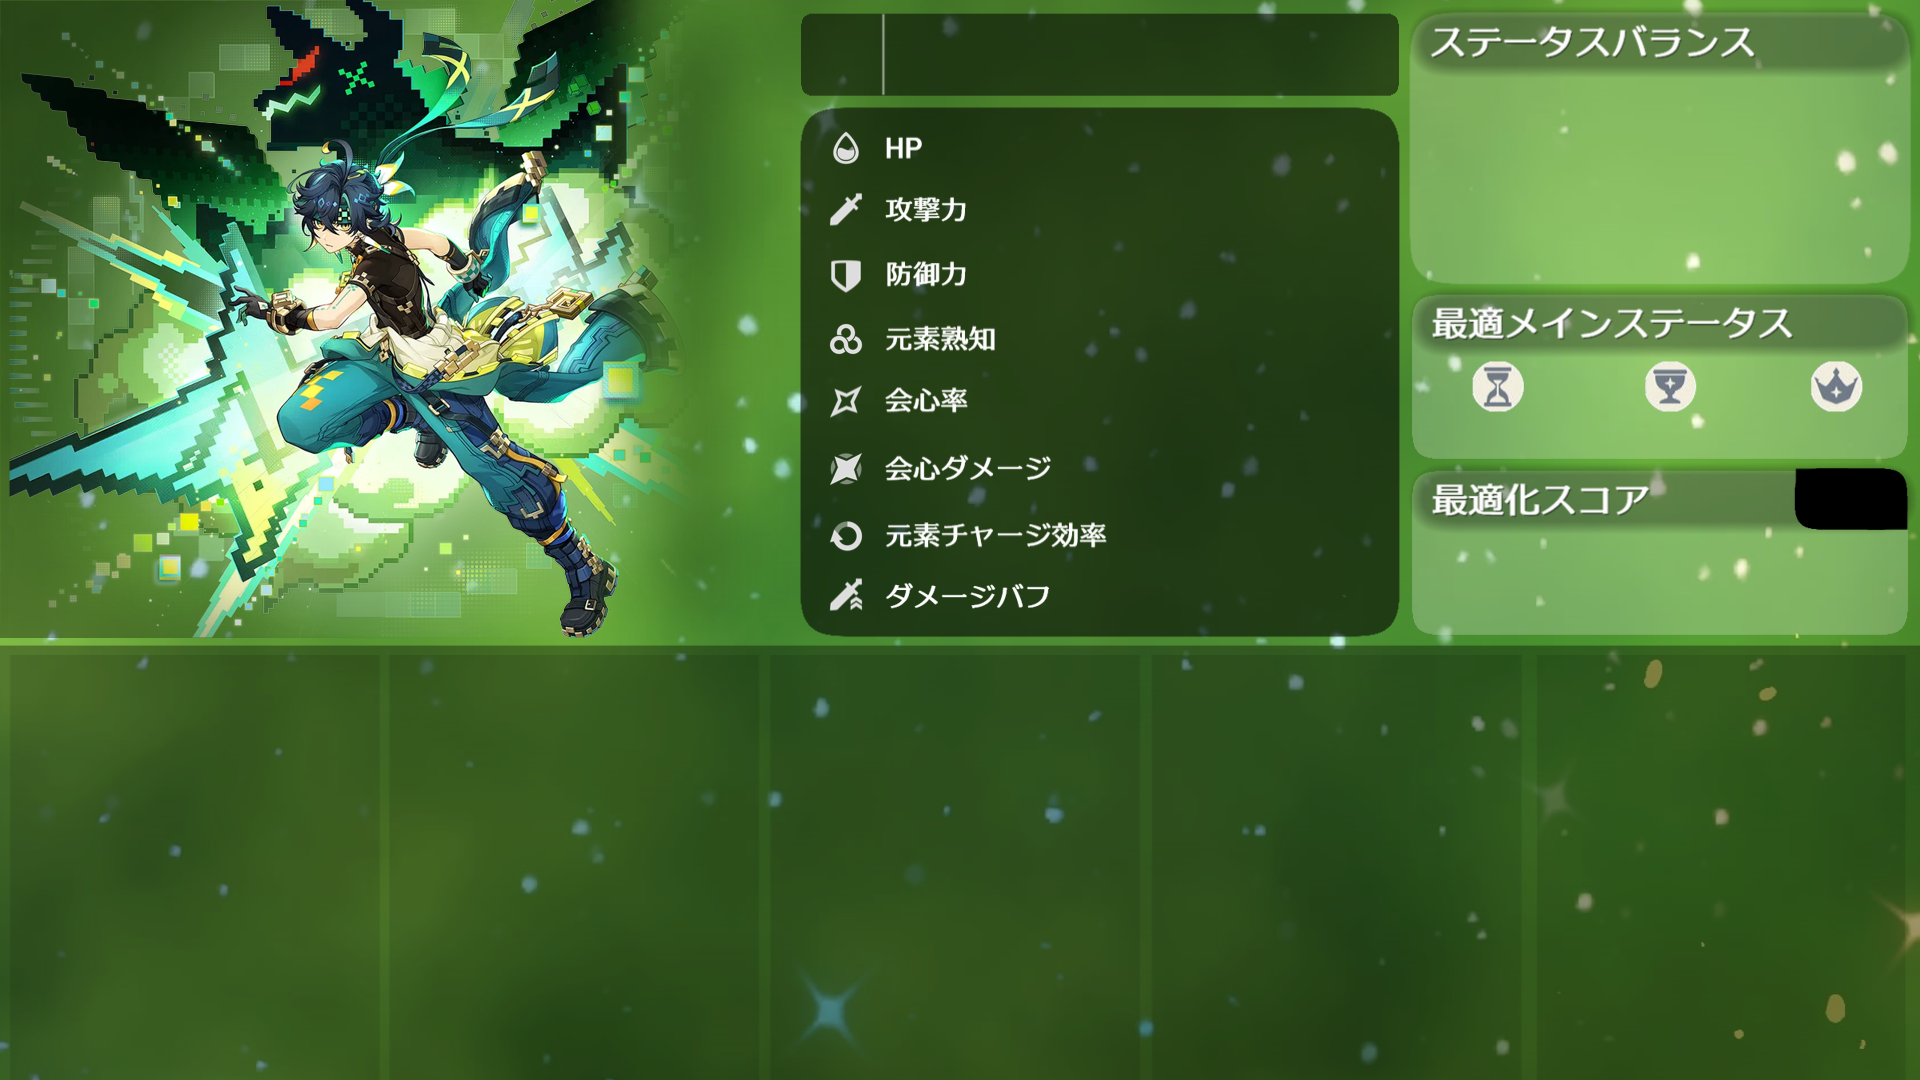 HP
攻撃力
防御力
元素熟知
会心率
会心ダメージ
元素チャージ効率
ダメージバフ
ステータスバランス
最適メインステータス
最適化スコア